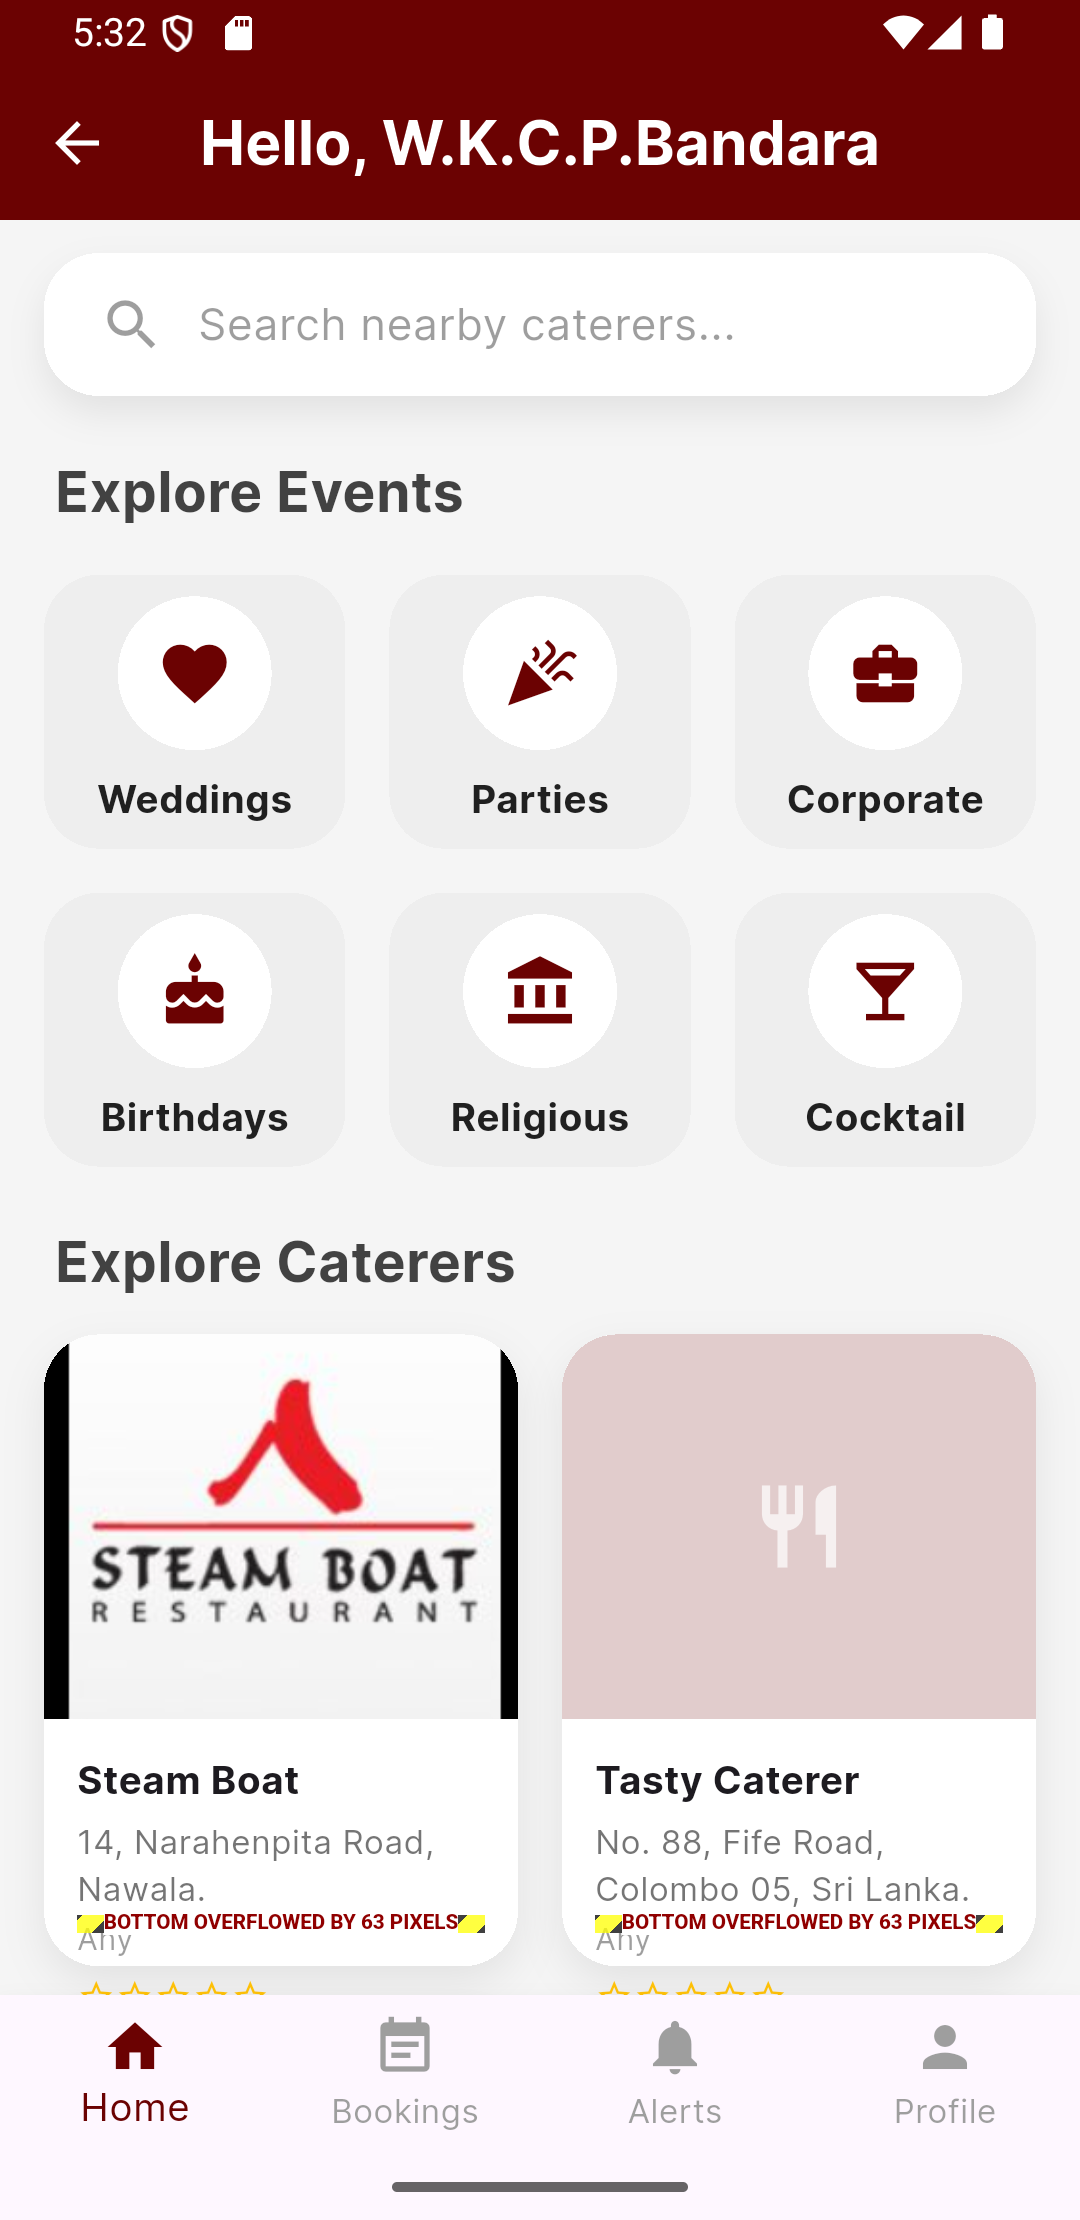 5:32
Hello, W.K.C.P.Bandara
Search nearby caterers...
Explore Events
Weddings
Parties
Corporate
Birthdays
Religious
Cocktail
Explore Caterers
STEAM BOAT
RESTAURANT
Steam Boat
14, Narahenpita Road,
Nawala.
BOTTOM OVERFLOWED BY 63 PIXELS
Any
Tasty Caterer
No. 88, Fife Road,
Colombo 05, Sri Lanka.
BOTTOM OVERFLOWED BY 63 PIXELS
Any
Home
Bookings
Alerts
Profile